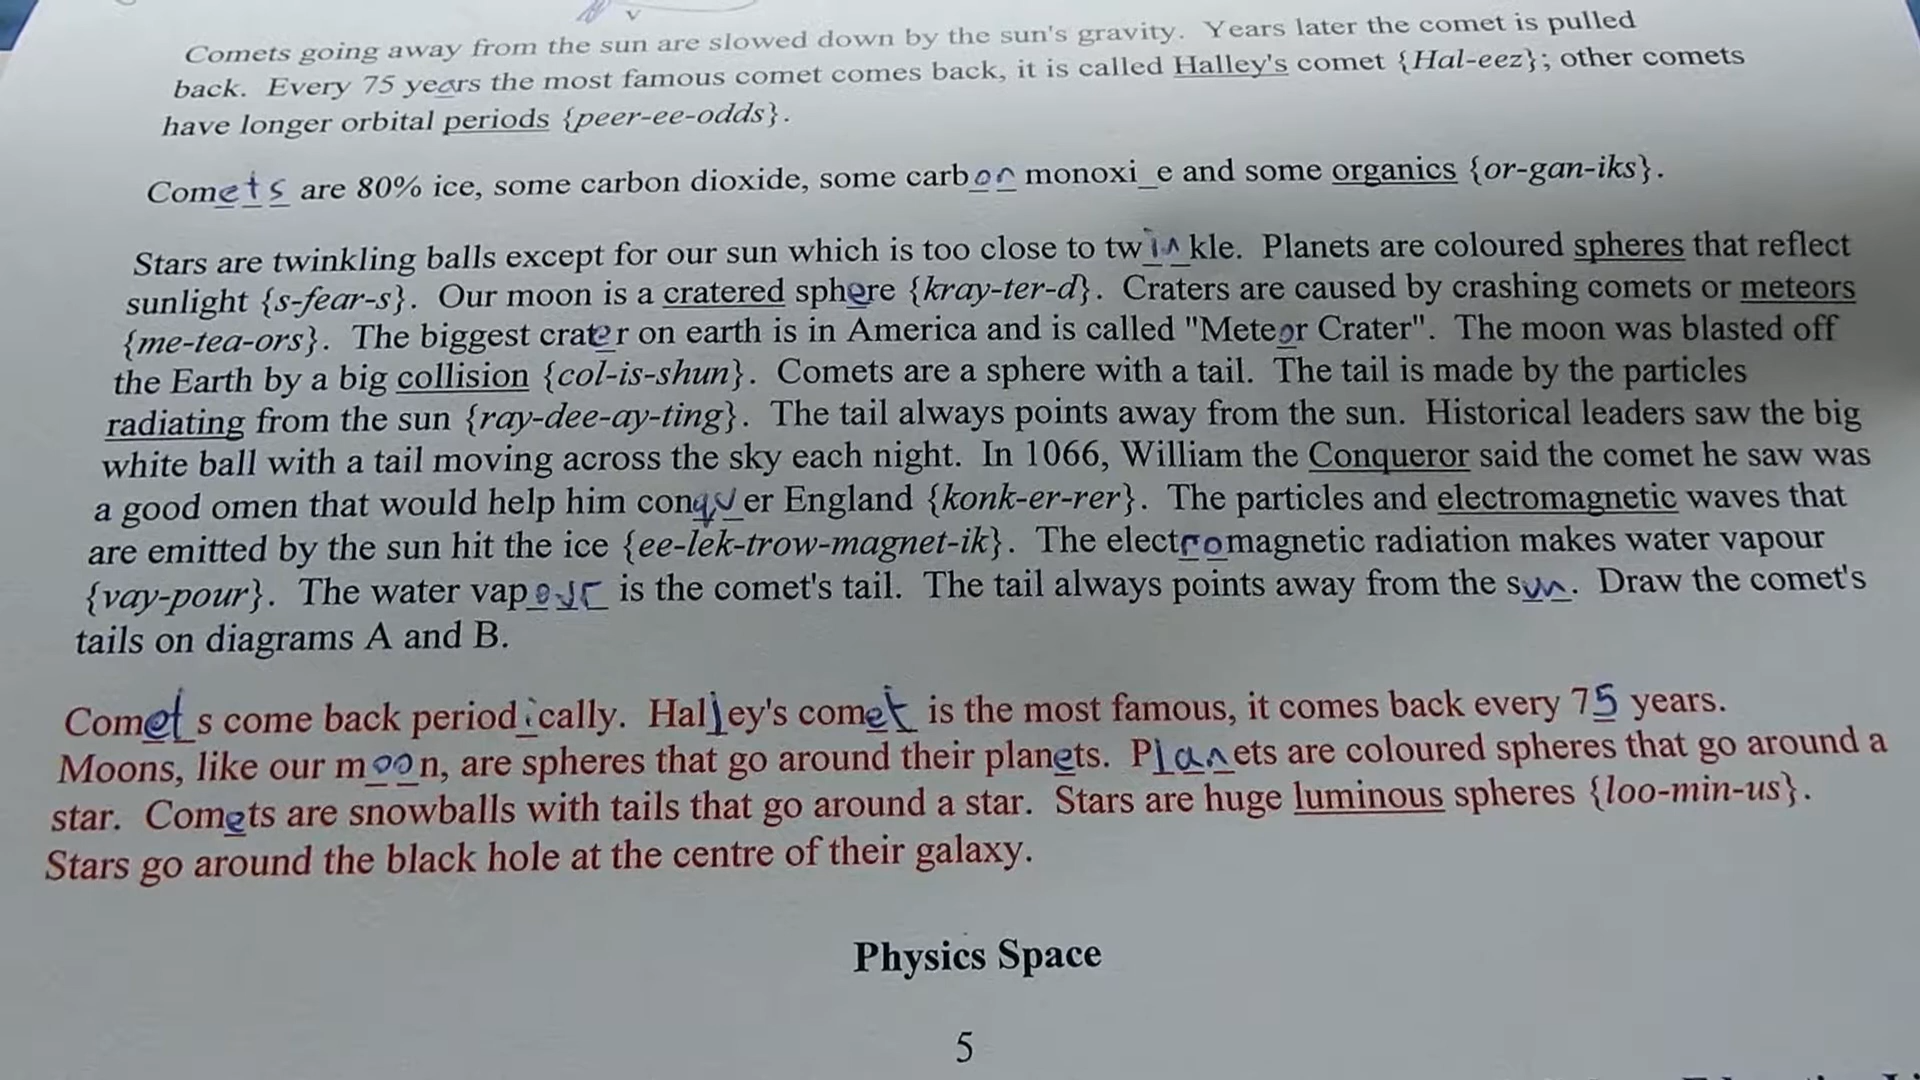 Comets going away from the sun are slowed down by the sun's gravity. Years later the comet is pulled
back. Every 75 years the most famous comet comes back, it is called Halley's comet {Hal-eez}; other comets
have longer orbital periods {peer-ee-odds}.
Comets are 80% ice, some carbon dioxide, some carbon monoxi_e and some organics {or-gan-iks}.
Stars are twinkling balls except for our sun which is too close to twinkle. Planets are coloured spheres that reflect
sunlight {s-fear-s}. Our moon is a cratered sphere {kray-ter-d}. Craters are caused by crashing comets or meteors
{me-tea-ors}. The biggest crater on earth is in America and is called "Meteor Crater". The moon was blasted off
the Earth by a big collision {col-is-shun}. Comets are a sphere with a tail. The tail is made by the particles
radiating from the sun {ray-dee-ay-ting}. The tail always points away from the sun. Historical leaders saw the big
white ball with a tail moving across the sky each night. In 1066, William the Conqueror said the comet he saw was
a good omen that would help him conquer England {konk-er-rer}. The particles and electromagnetic waves that
are emitted by the sun hit the ice {ee-lek-trow-magnet-ik}. The electromagnetic radiation makes water vapour
{vay-pour}. The water vapour is the comet's tail. The tail always points away from the sun. Draw the comet's
tails on diagrams A and B.
Comets come back periodically. Halley's comet is the most famous, it comes back every 75 years.
Moons, like our moon, are spheres that go around their planets. Planets are coloured spheres that go around a
star. Comets are snowballs with tails that go around a star. Stars are huge luminous spheres {loo-min-us}.
Stars go around the black hole at the centre of their galaxy.
Physics Space
5